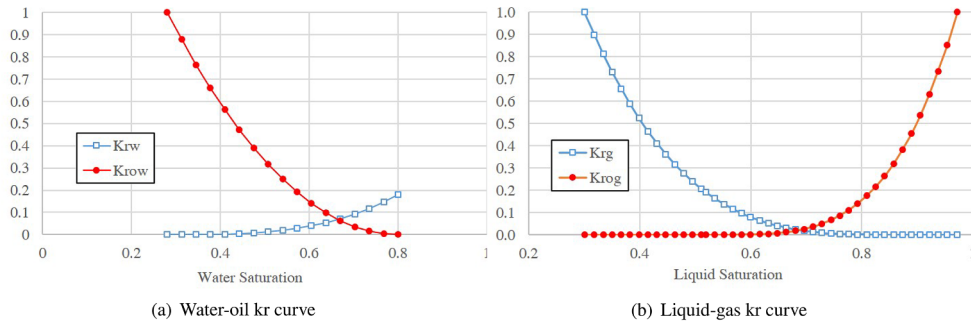 1
0.9
0.8
0.7
0.6
0.5
0.4
0.3
0.2
0.1
0
0 0.2 0.4 0.6 0.8 1
Krw
Krow
Water Saturation
(a) Water-oil kr curve
1.0
0.9
0.8
0.7
0.6
0.5
0.4
0.3
0.2
0.1
0.0
0.2 0.4 0.6 0.8 1
Krg
Krog
Liquid Saturation
(b) Liquid-gas kr curve